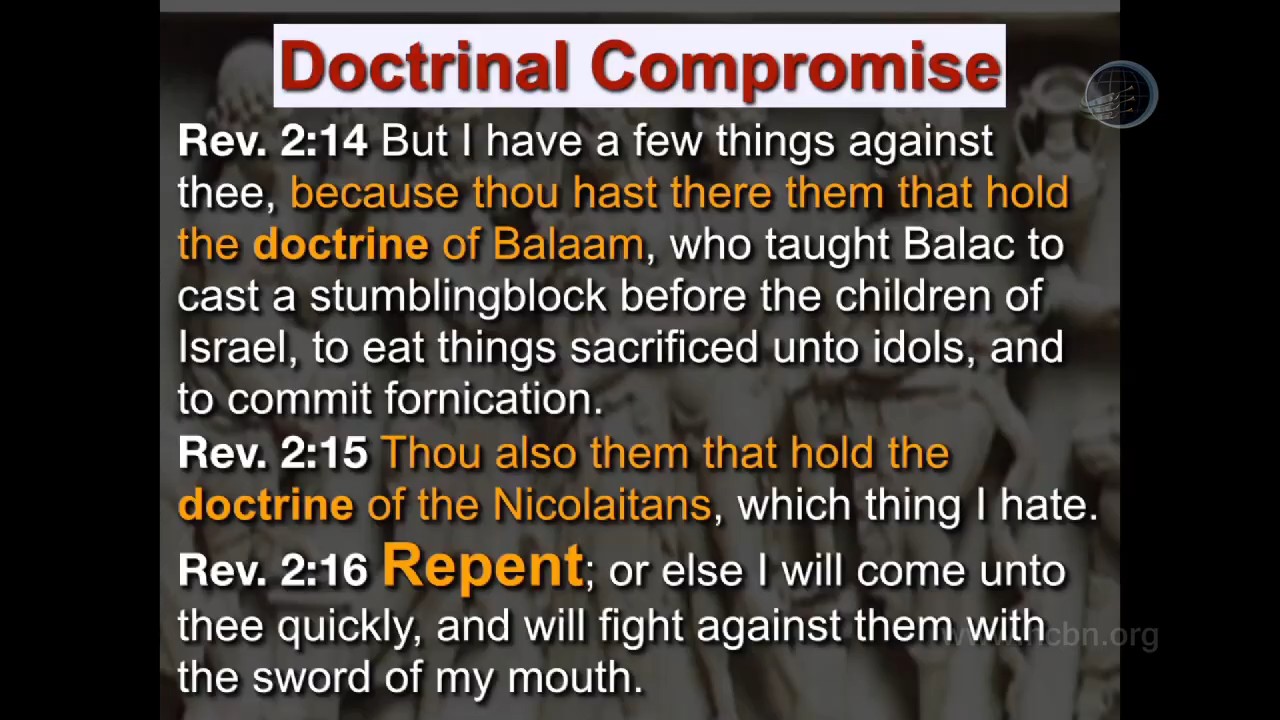 Doctrinal Compromise
Rev. 2:14 But I have a few things against
thee, because thou hast there them that hold
the doctrine of Balaam, who taught Balac to
cast a stumblingblock before the children of
Israel, to eat things sacrificed unto idols, and
to commit fornication.
Rev. 2:15 Thou also them that hold the
doctrine of the Nicolaitans, which thing I hate.
Rev. 2:16 Repent; or else I will come unto
thee quickly, and will fight against them with
the sword of my mouth.